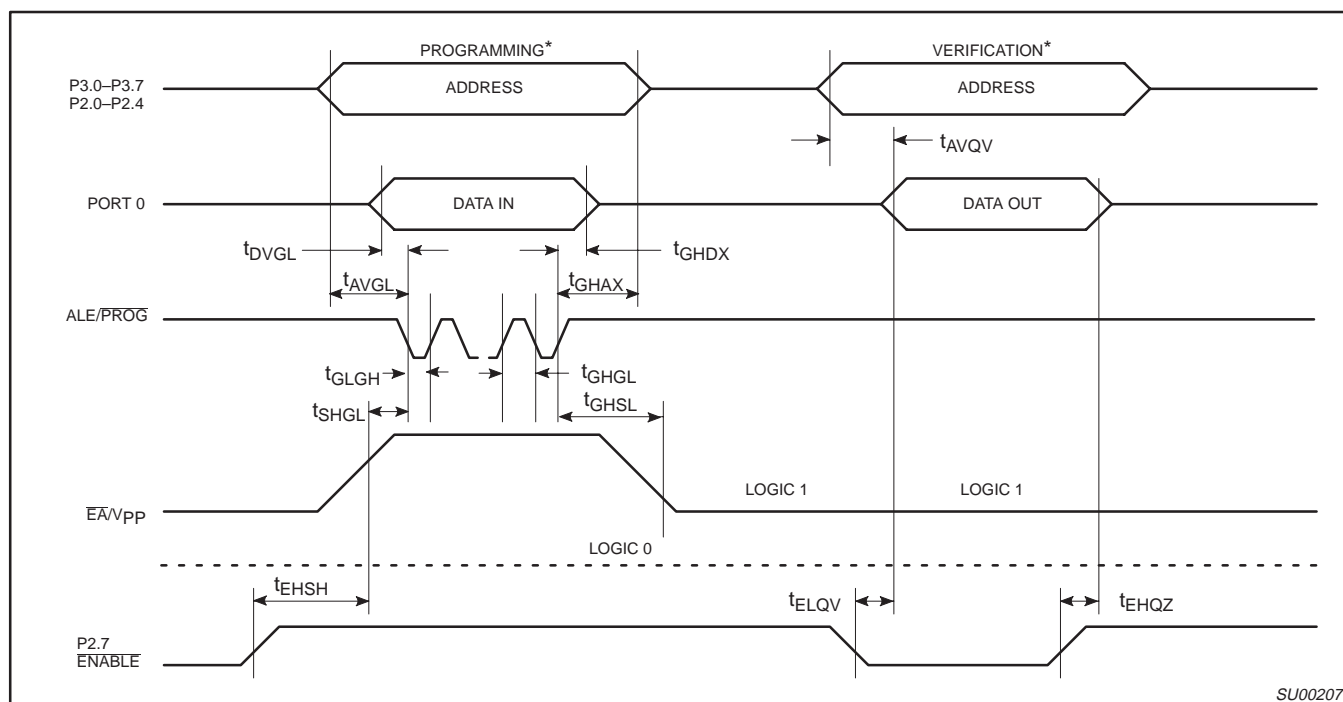 PROGRAMMING*
VERIFICATION*
P3.0–P3.7
P2.0–P2.4
ADDRESS
ADDRESS
tAVQV
PORT 0
DATA IN
DATA OUT
tDVGL
tGHDX
tAVGL
tGHAX
ALE/PROG
tGLGH
tGHGL
tSHGL
tGHSL
LOGIC 1
LOGIC 1
EA/VPP
LOGIC 0
tEHSH
tELQV
tEHQZ
P2.7
ENABLE
SU00207